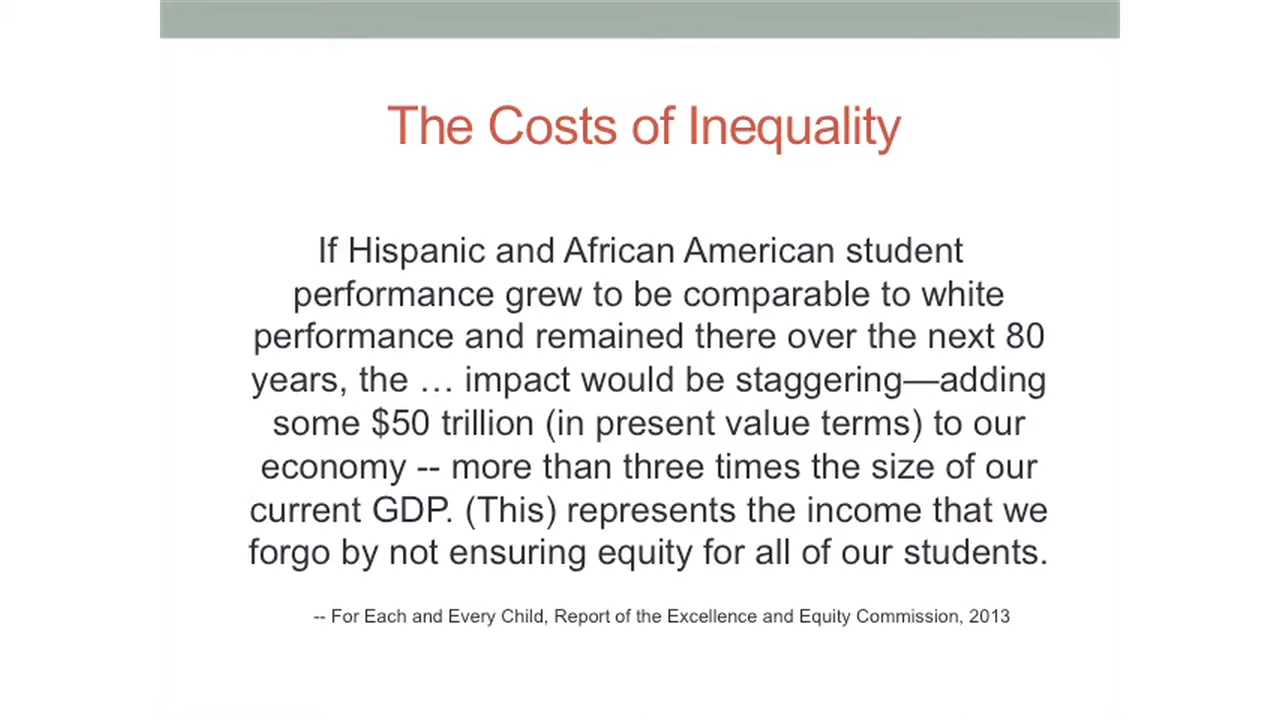 The Costs of Inequality
If Hispanic and African American student
performance grew to be comparable to white
performance and remained there over the next 80
years, the … impact would be staggering—adding
some $50 trillion (in present value terms) to our
economy -- more than three times the size of our
current GDP. (This) represents the income that we
forgo by not ensuring equity for all of our students.
-- For Each and Every Child, Report of the Excellence and Equity Commission, 2013